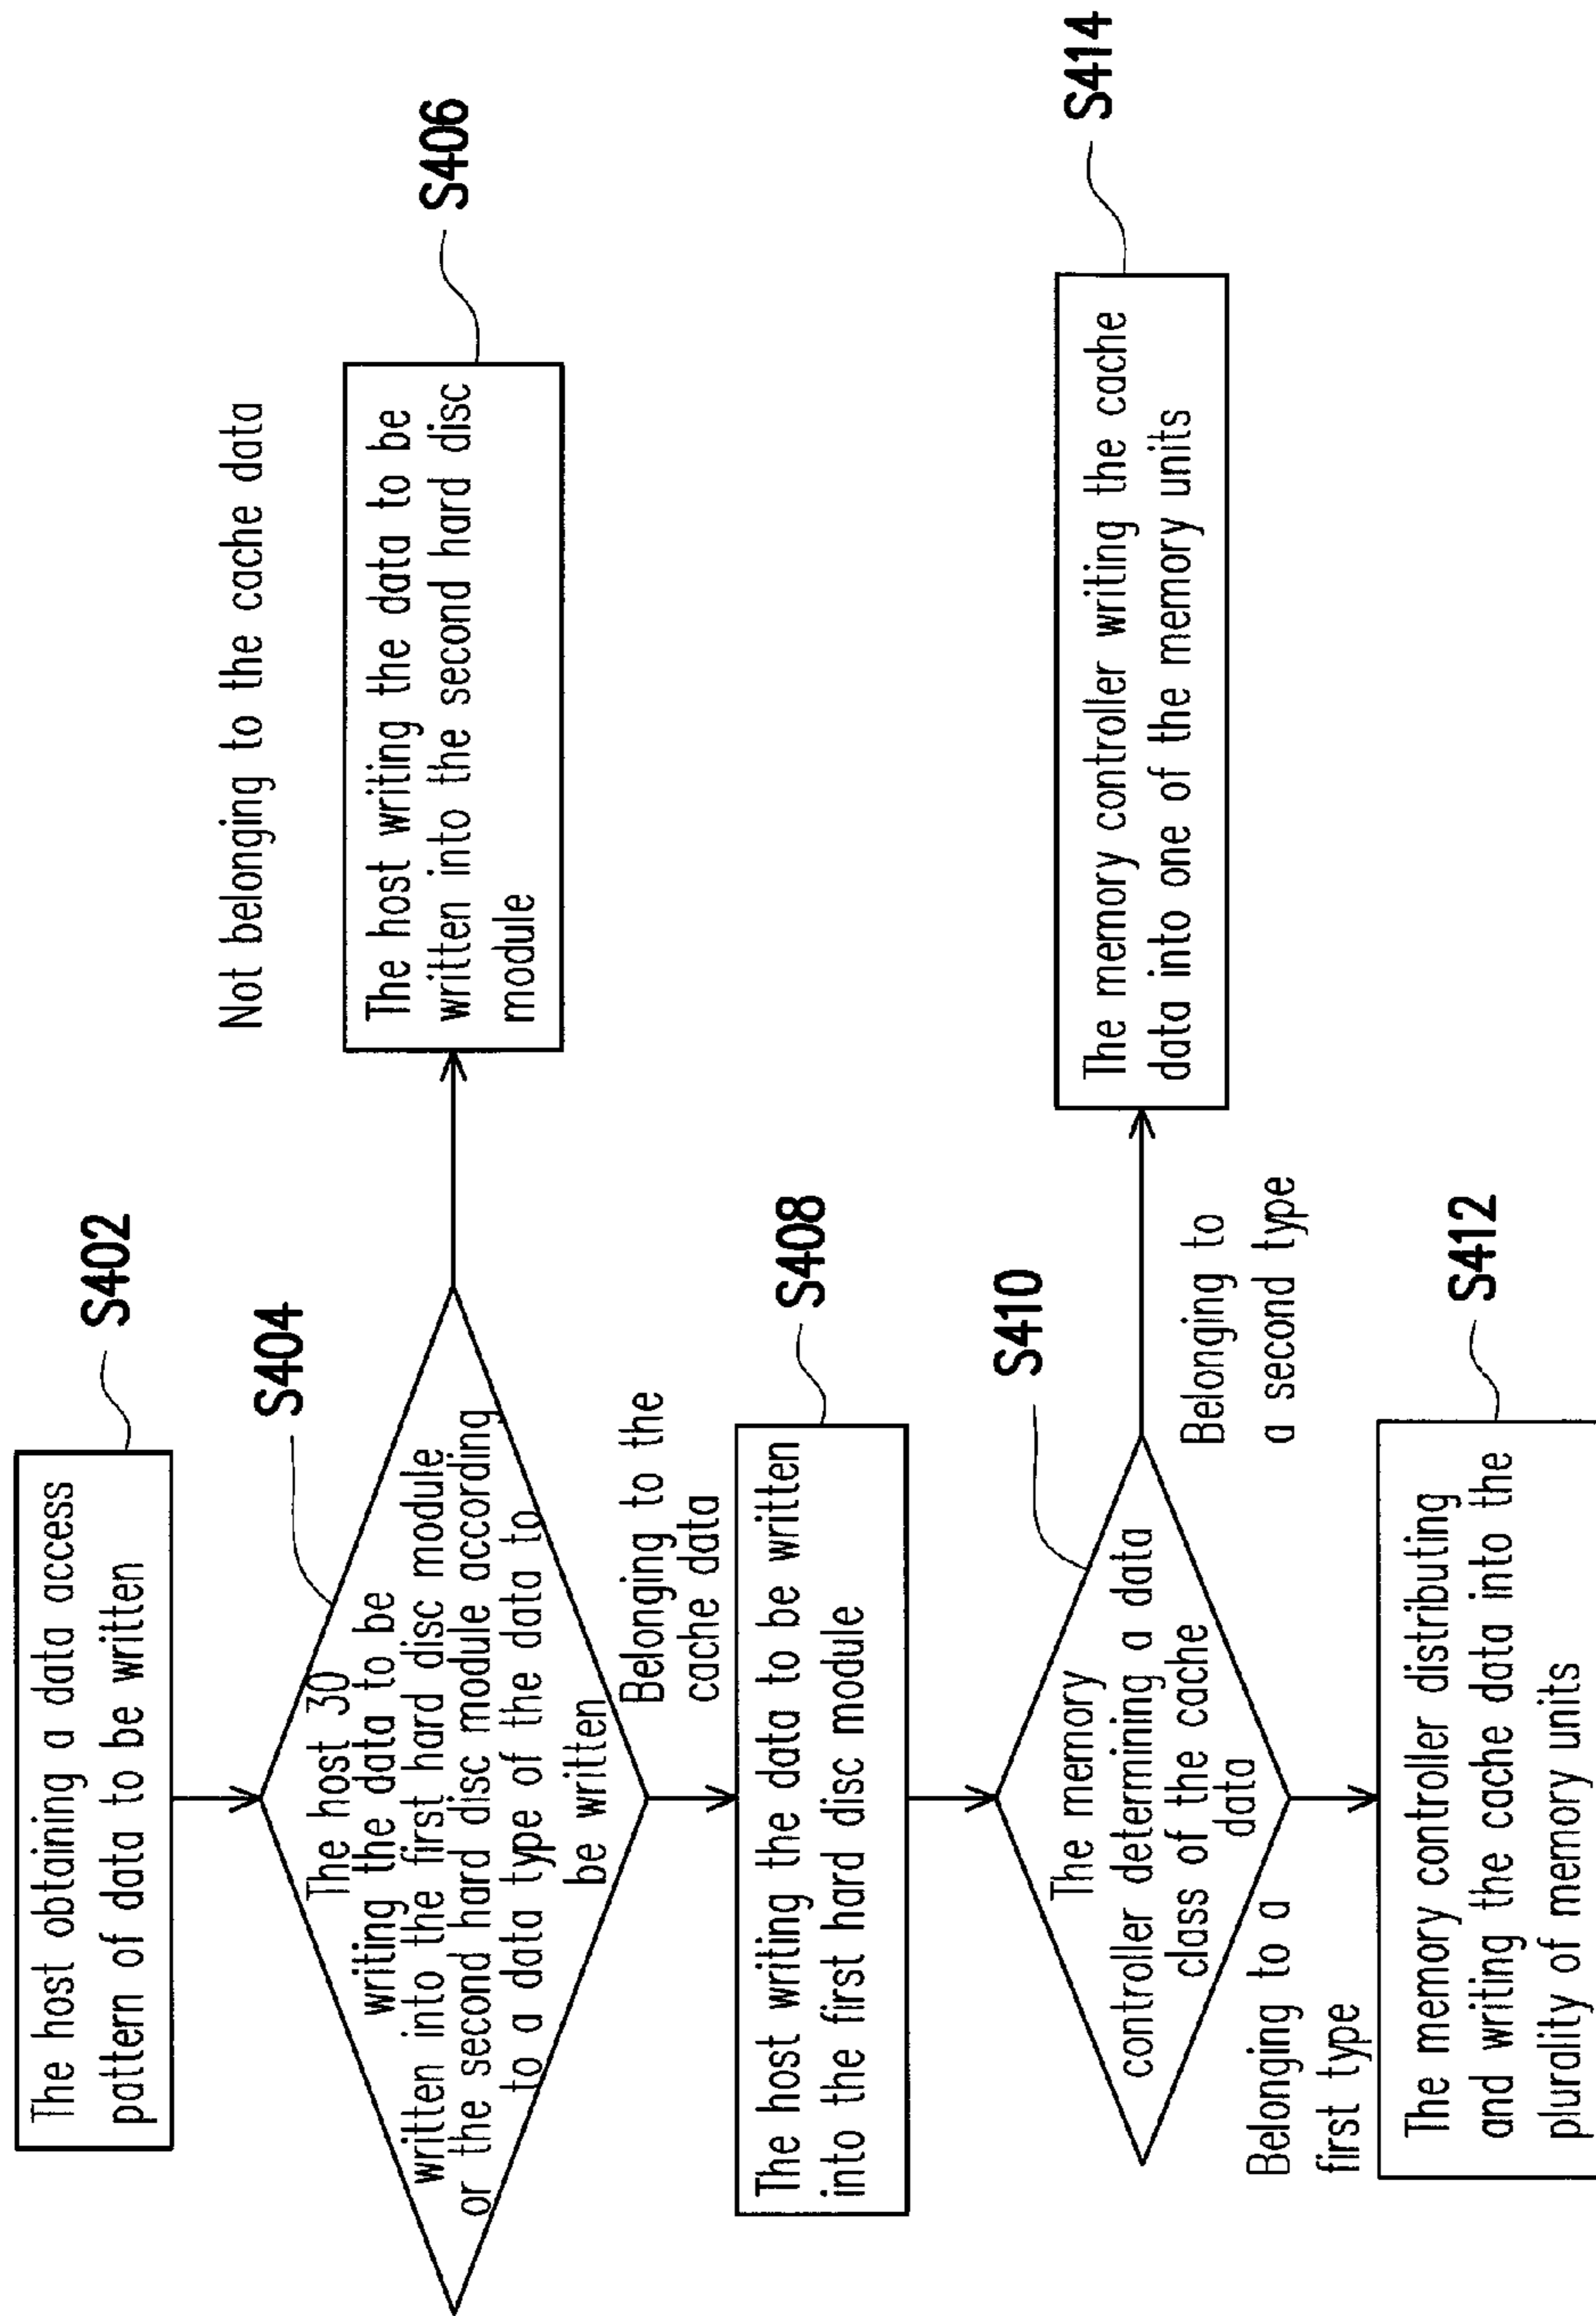 The host obtaining a data access
pattern of data to be written
S402
The host 30
writing the data to be
written into the first hard disc module
or the second hard disc module according
to a data type of the data to
be written
S404
Not belonging to the cache data
The host writing the data to be
written into the second hard disc
module
S406
Belonging to the
cache data
The host writing the data to be written
into the first hard disc module
S408
The memory
controller determining a data
class of the cache
data
S410
Belonging to
a second type
The memory controller writing the cache
data into one of the memory units
S414
Belonging to a
first type
The memory controller distributing
and writing the cache data into the
plurality of memory units
S412